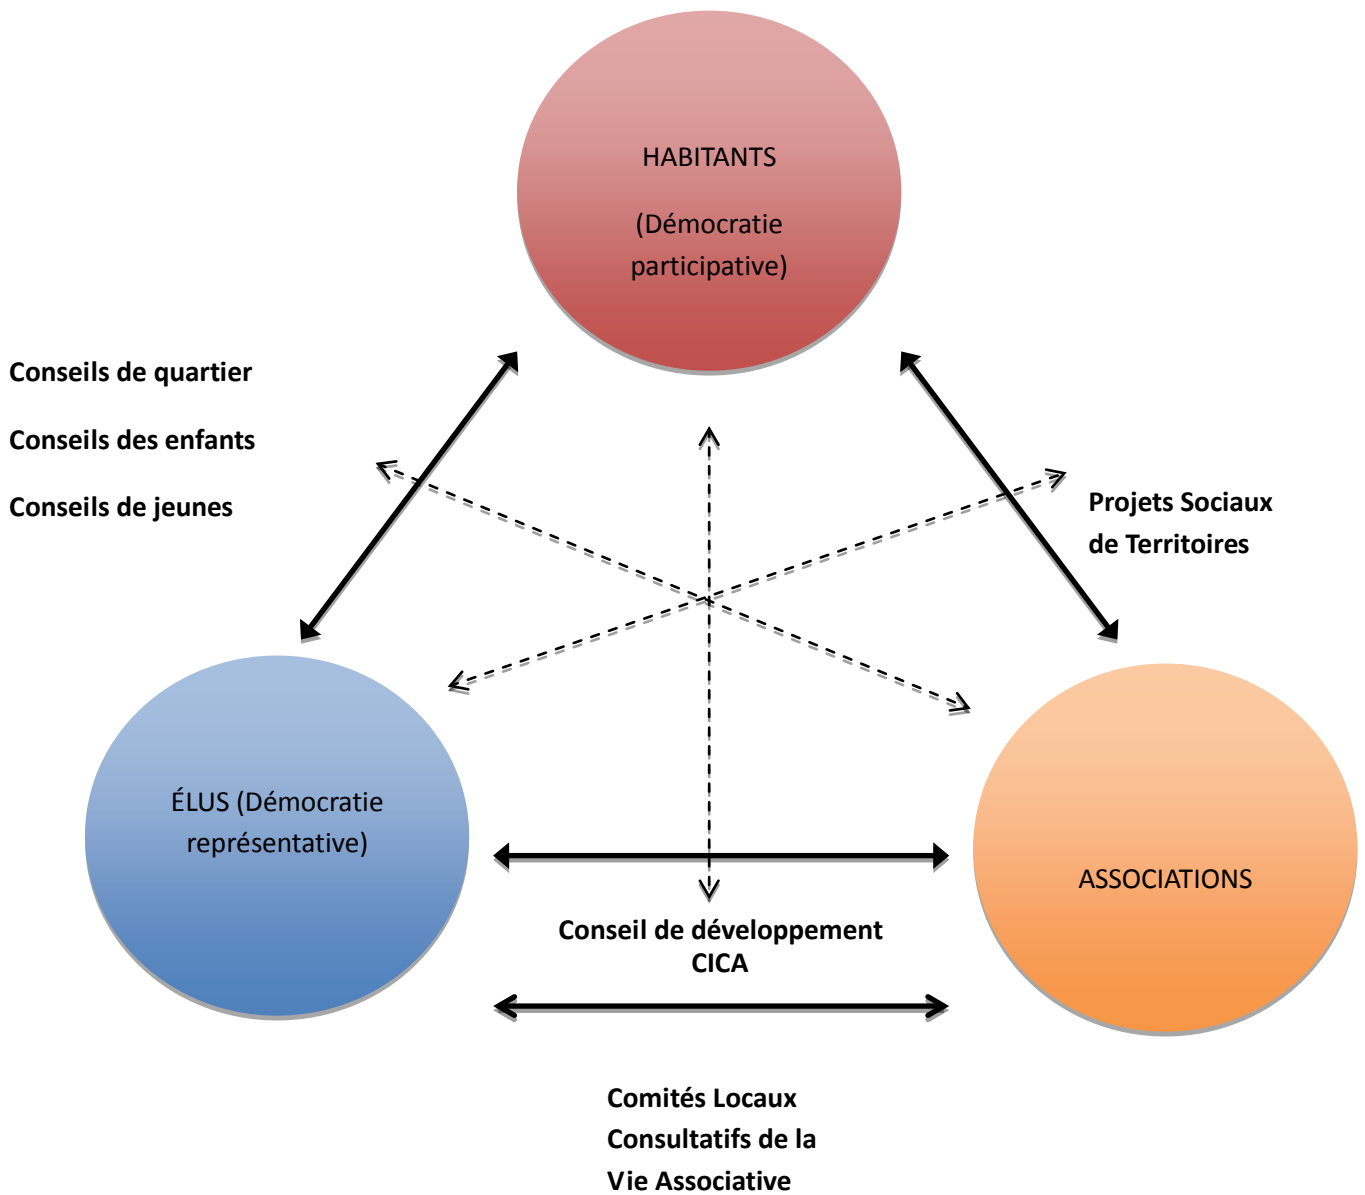 HABITANTS
(Démocratie
participative)
Conseils de quartier
Conseils des enfants
Conseils de jeunes
Projets Sociaux
de Territoires
ÉLUS (Démocratie
représentative)
ASSOCIATIONS
Conseil de développement
CICA
Comités Locaux
Consultatifs de la
Vie Associative